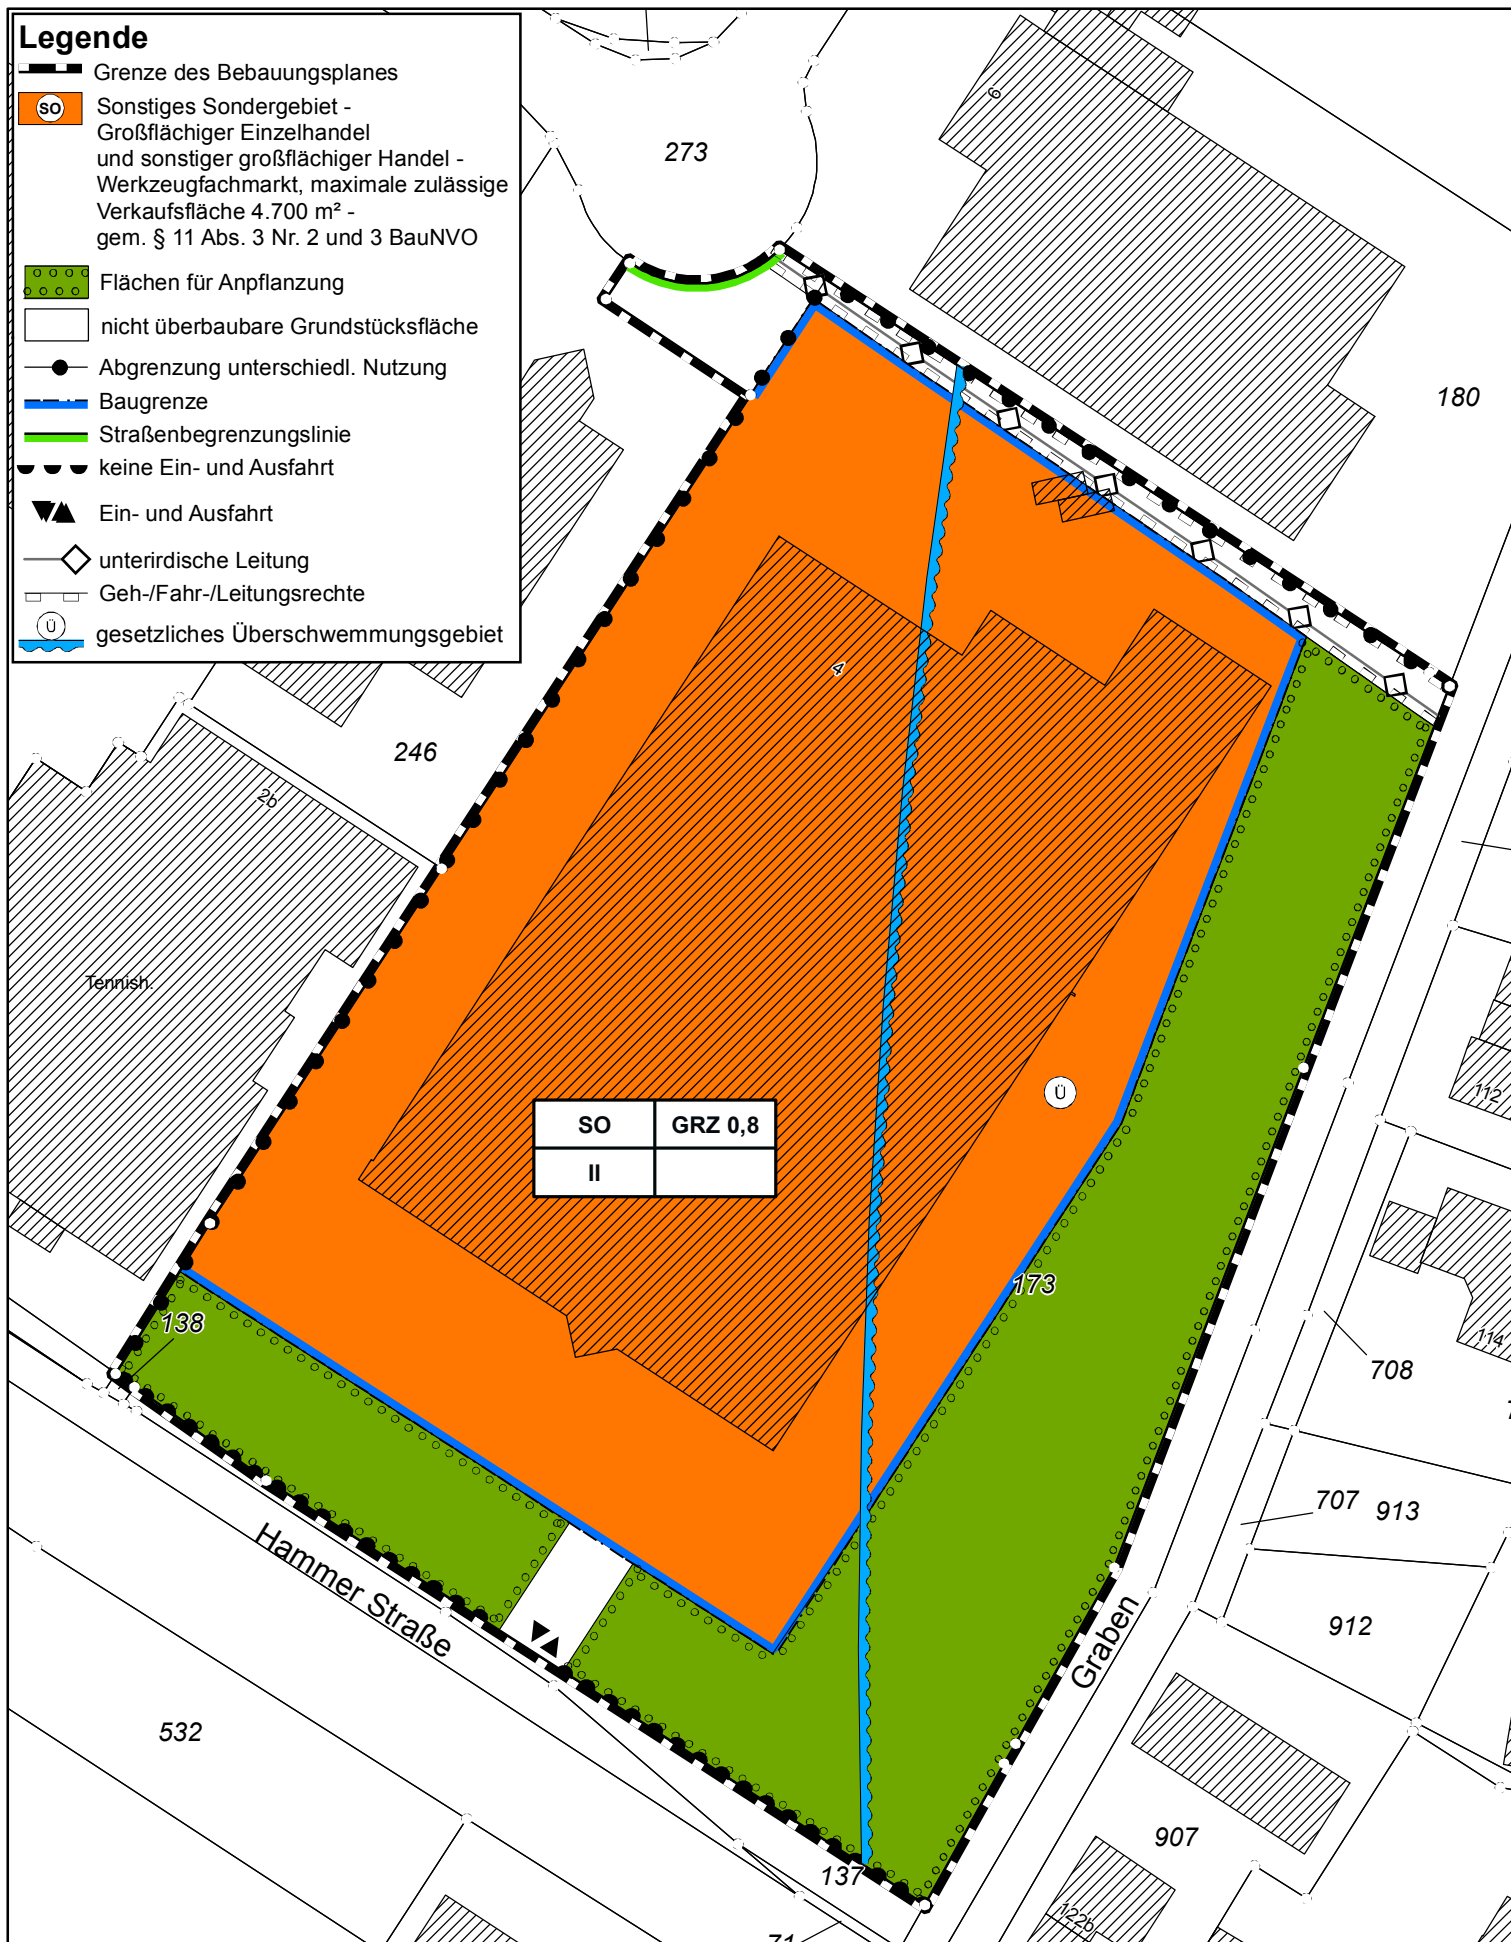 Legende
Grenze des Bebauungsplanes
SO
Sonstiges Sondergebiet -
Großflächiger Einzelhandel
und sonstiger großflächiger Handel -
Werkzeugfachmarkt, maximale zulässige
Verkaufsfläche 4.700 m² -
gem. § 11 Abs. 3 Nr. 2 und 3 BauNVO
Flächen für Anpflanzung
nicht überbaubare Grundstücksfläche
Abgrenzung unterschiedl. Nutzung
Baugrenze
Straßenbegrenzungslinie
keine Ein- und Ausfahrt
Ein- und Ausfahrt
unterirdische Leitung
Geh-/Fahr-/Leitungsrechte
Ü
gesetzliches Überschwemmungsgebiet
273
180
4
246
2b
Tennish.
Ü
112
SO GRZ 0,8
II
173
138
114
708
707 913
Hammer Straße
912
Graben
532
907
137
122b